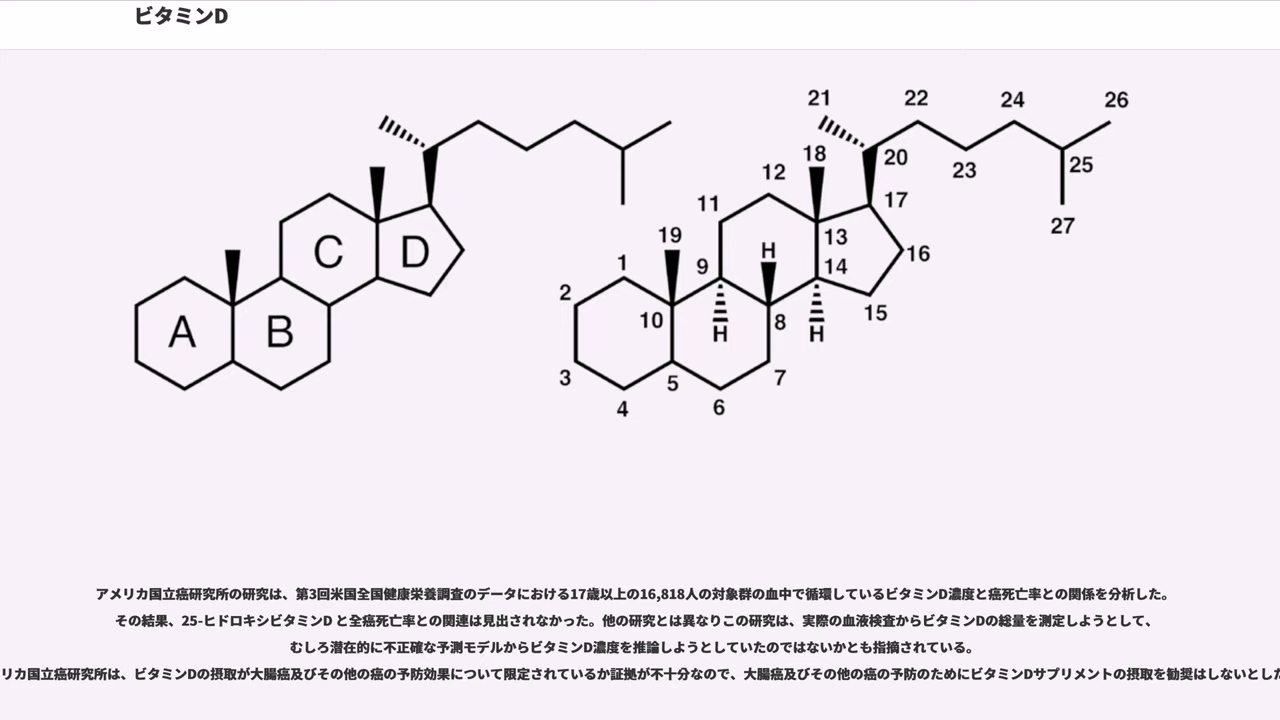 ビタミンD
A
B
C
D
21
22
24
26
18
20
12
23
25
11
17
27
19
13
16
1
9
H
14
2
10
H
8
H
15
3
5
7
4
6
アメリカ国立癌研究所の研究は、第3回米国全国健康栄養調査のデータにおける17歳以上の16,818人の対象群の血中で循環しているビタミンD濃度と癌死亡率との関係を分析した。
その結果、25-ヒドロキシビタミンD と全癌死亡率との関連は見出されなかった。他の研究とは異なりこの研究は、実際の血液検査からビタミンDの総量を測定しようとして、
むしろ潜在的に不正確な予測モデルからビタミンD濃度を推論しようとしていたのではないかとも指摘されている。
リカ国立癌研究所は、ビタミンDの摂取が大腸癌及びその他の癌の予防効果について限定されているか証拠が不十分なので、大腸癌及びその他の癌の予防のためにビタミンDサプリメントの摂取を勧奨はしないとした